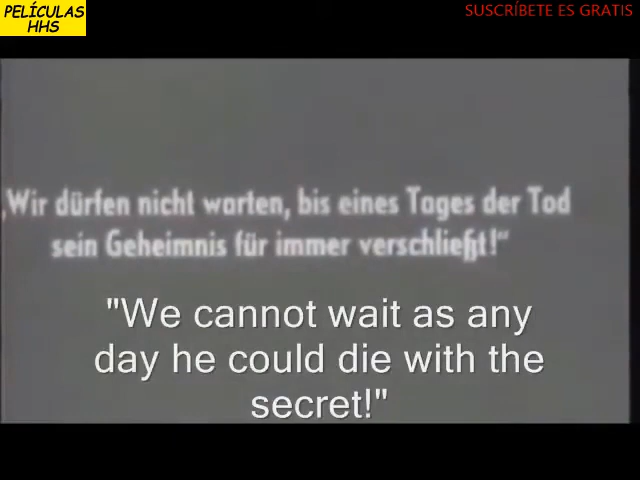 PELÍCULAS
HHS
SUSCRÍBETE ES GRATIS
„Wir dürfen nicht warten, bis eines Tages der Tod
sein Geheimnis für immer verschließt!“
"We cannot wait as any
day he could die with the
secret!"